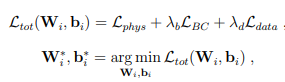 ℒ_tot(𝐖_i, 𝐛_i) = ℒ_phys + λ_b ℒ_BC + λ_d ℒ_data ,
𝐖_i^*, 𝐛_i^* = arg min_{𝐖_i, 𝐛_i} ℒ_tot(𝐖_i, 𝐛_i) ,